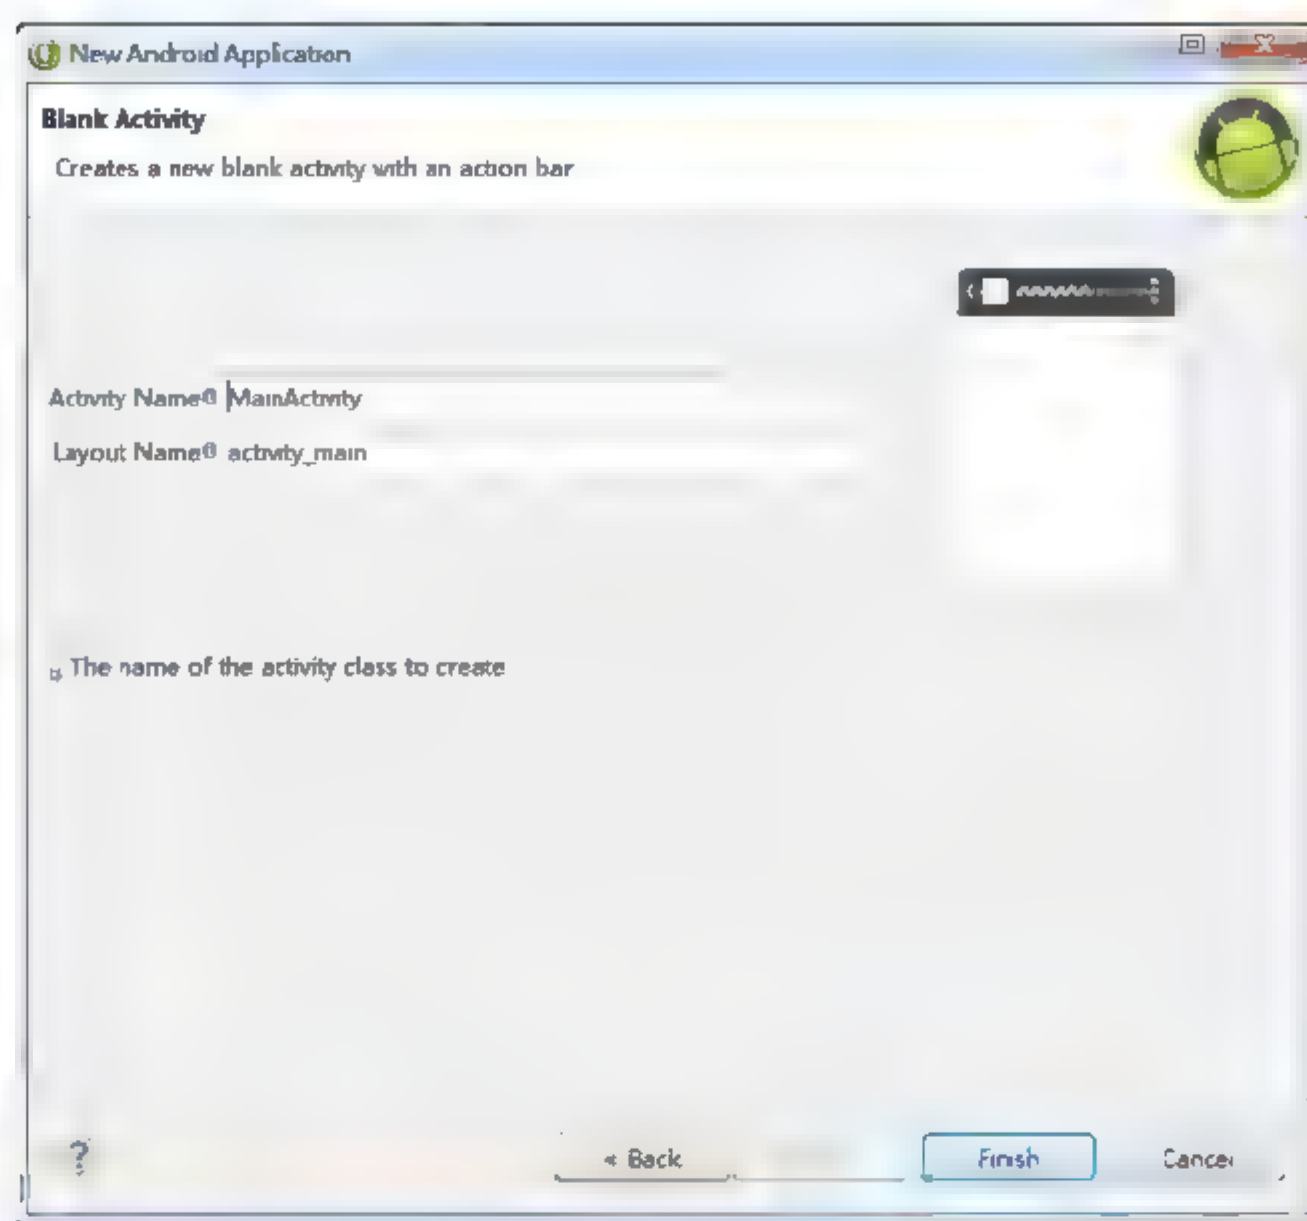 New Android Application
Blank Activity
Creates a new blank activity with an action bar
Activity Name MainActivity
Layout Name activity_main
The name of the activity class to create
?
< Back
Finish
Cancel